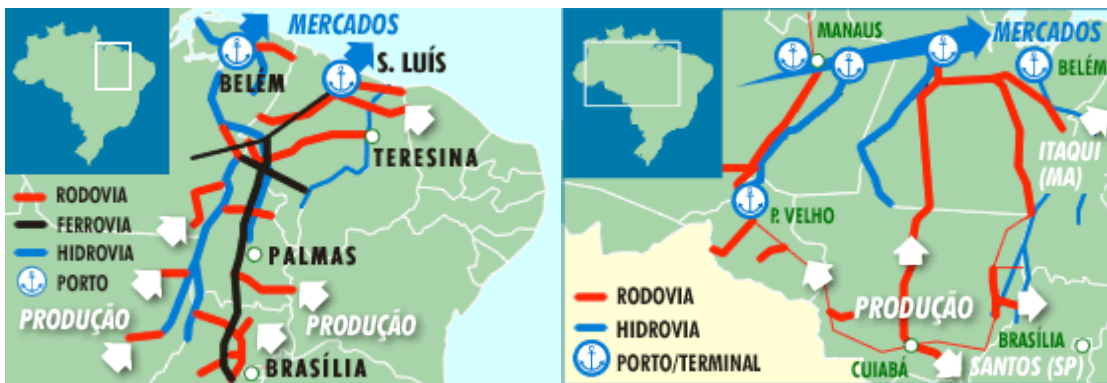 MERCADOS
S. LUÍS
BELÉM
TERESINA
RODOVIA
FERROVIA
HIDROVIA
PORTO
PALMAS
PRODUÇÃO
PRODUÇÃO
BRASÍLIA
MANAUS
MERCADOS
BELÉM
ITAQUI
(MA)
P. VELHO
RODOVIA
HIDROVIA
PORTO/TERMINAL
PRODUÇÃO
BRASÍLIA
CUIABÁ
SANTOS (SP)